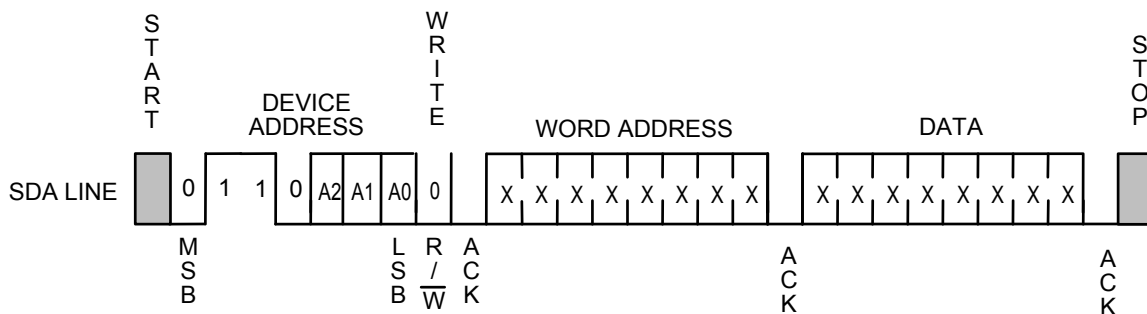 START
WRITE
STOP
DEVICE
ADDRESS
WORD ADDRESS
DATA
SDA LINE
0 1 1 0 A2 A1 A0 0
X X X X X X X X
X X X X X X X X
MSB
LSB
R/W
ACK
ACK
ACK